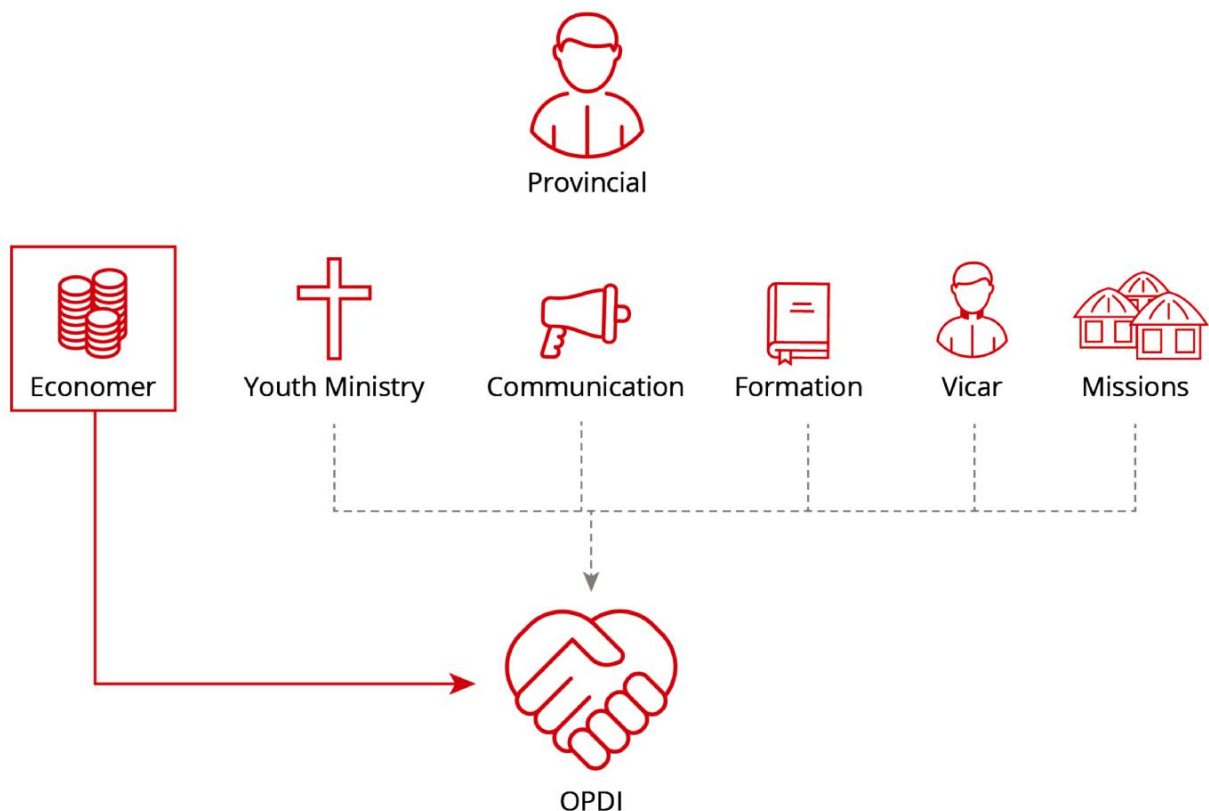 Provincial
Economer
Youth Ministry
Communication
Formation
Vicar
Missions
OPDI